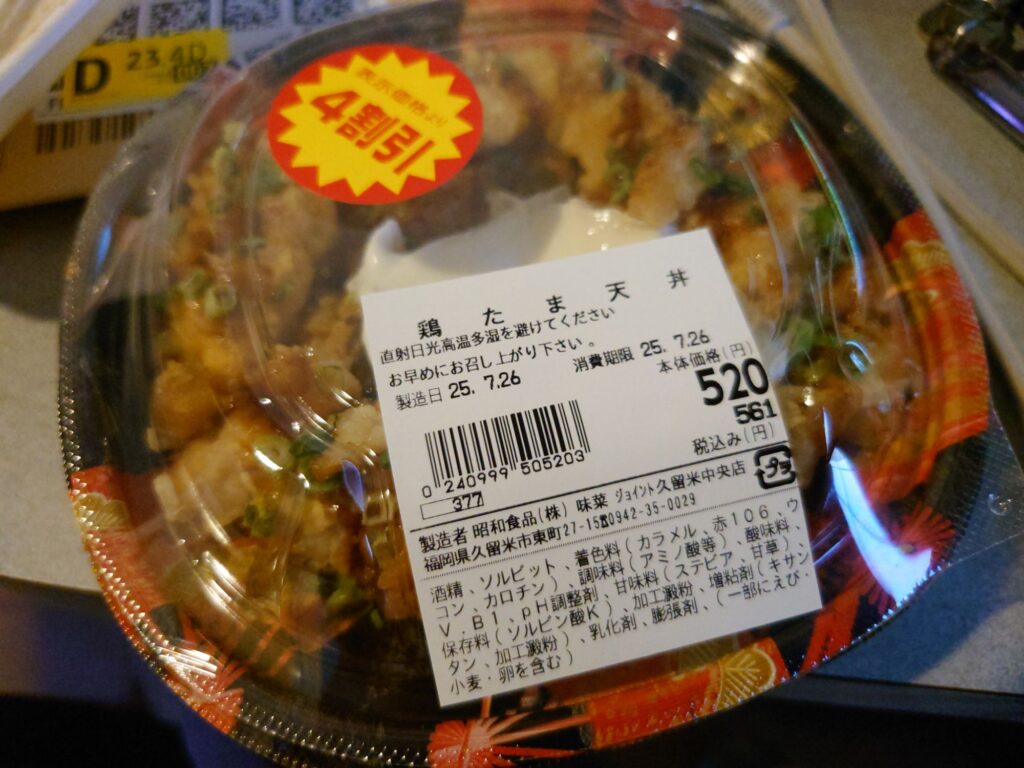 D 23 4D
表示価格より
4割引
鶏たま天丼
直射日光高温多湿を避けてください
お早めにお召し上がり下さい。
製造日 25. 7.26 消費期限 25. 7.26
本体価格(円)
520
561
税込み(円)
0 240999 505203
377
製造者 昭和食品(株) 味菜 ジョイント久留米中央店
福岡県久留米市東町27-15☎0942-35-0029
プラ
酒精、ソルビット、着色料(カラメル、赤106、ウ
コン、カロチン)、調味料(アミノ酸等)、酸味料、
V.B1、pH調整剤、甘味料(ステビア、甘草)
保存料(ソルビン酸K)、加工澱粉、増粘剤(キサン
タン、加工澱粉)、乳化剤、膨張剤、(一部にえび・
小麦・卵を含む)